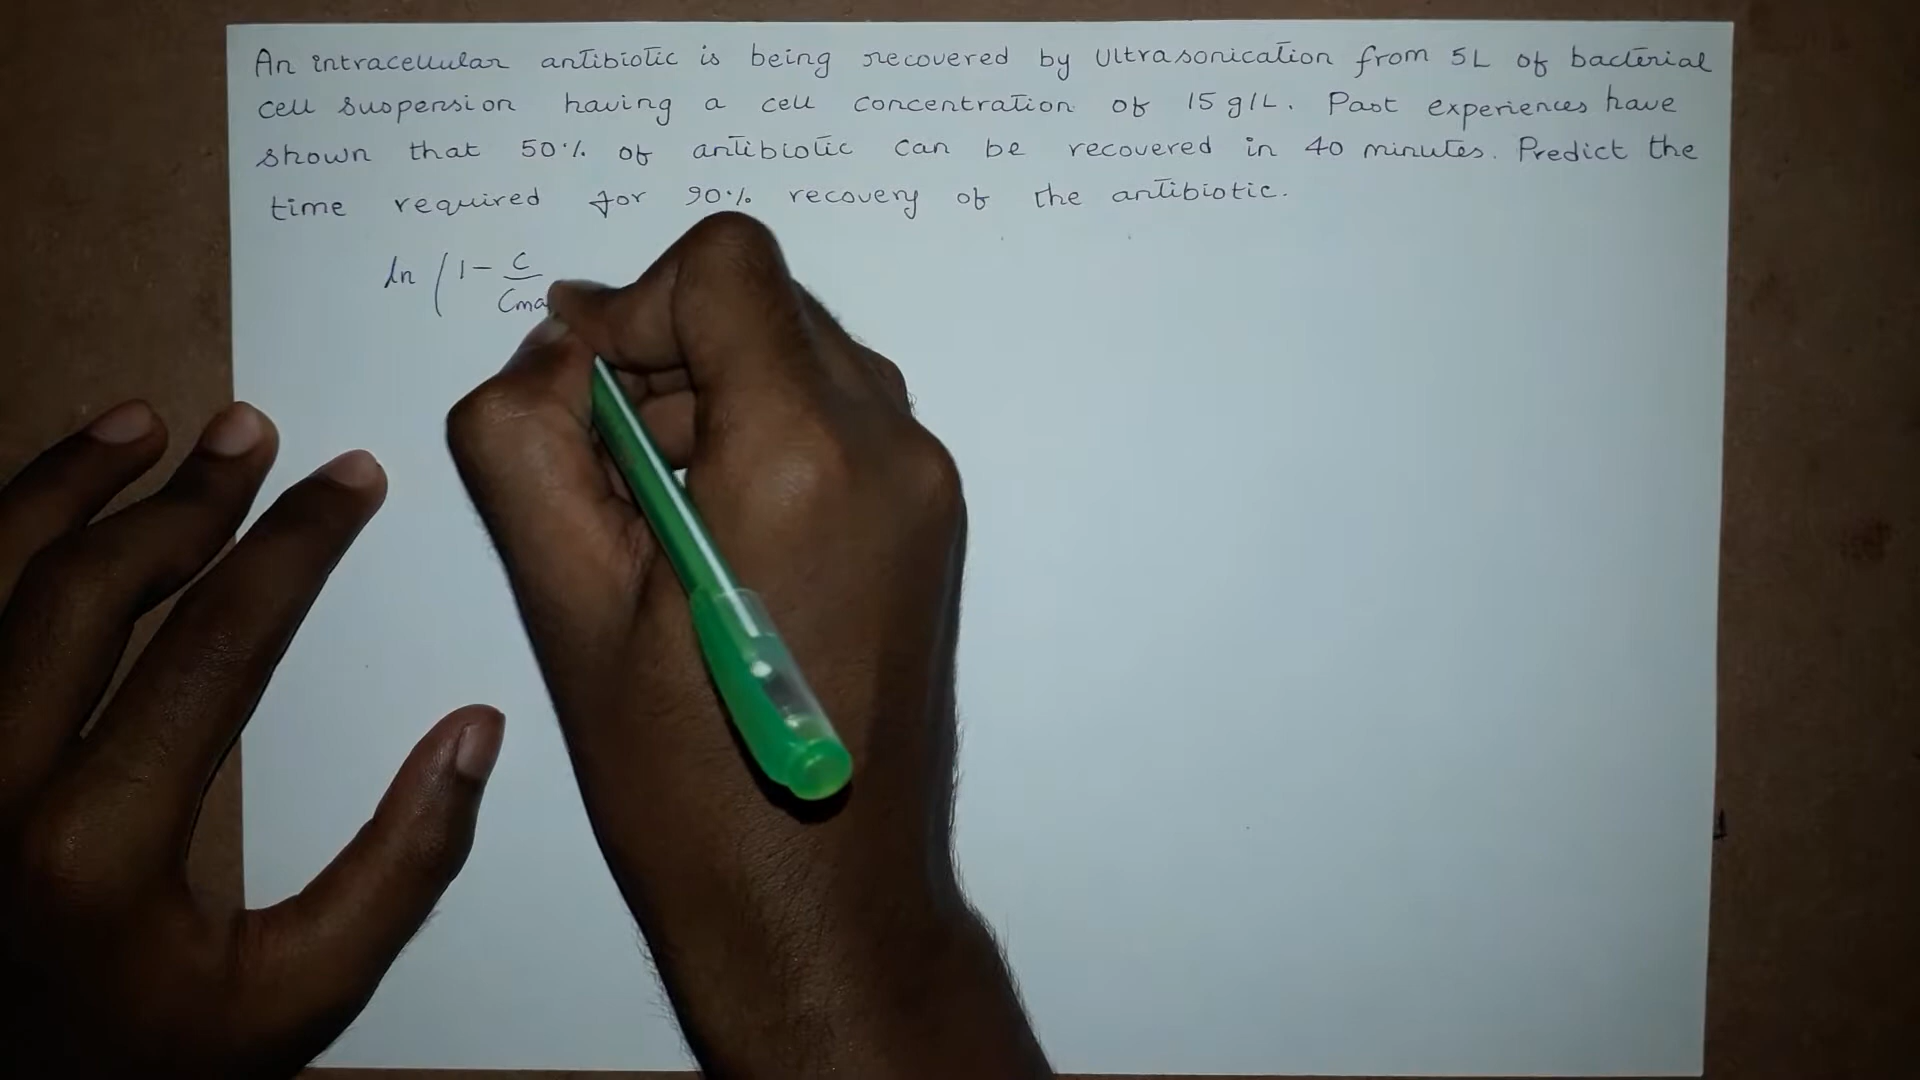 An intracellular antibiotic is being recovered by Ultrasonication from 5L of bacterial
cell suspension having a cell concentration of 15 g/L. Past experiences have
shown that 50% of antibiotic can be recovered in 40 minutes. Predict the
time required for 90% recovery of the antibiotic.
ln (1- C
Cma